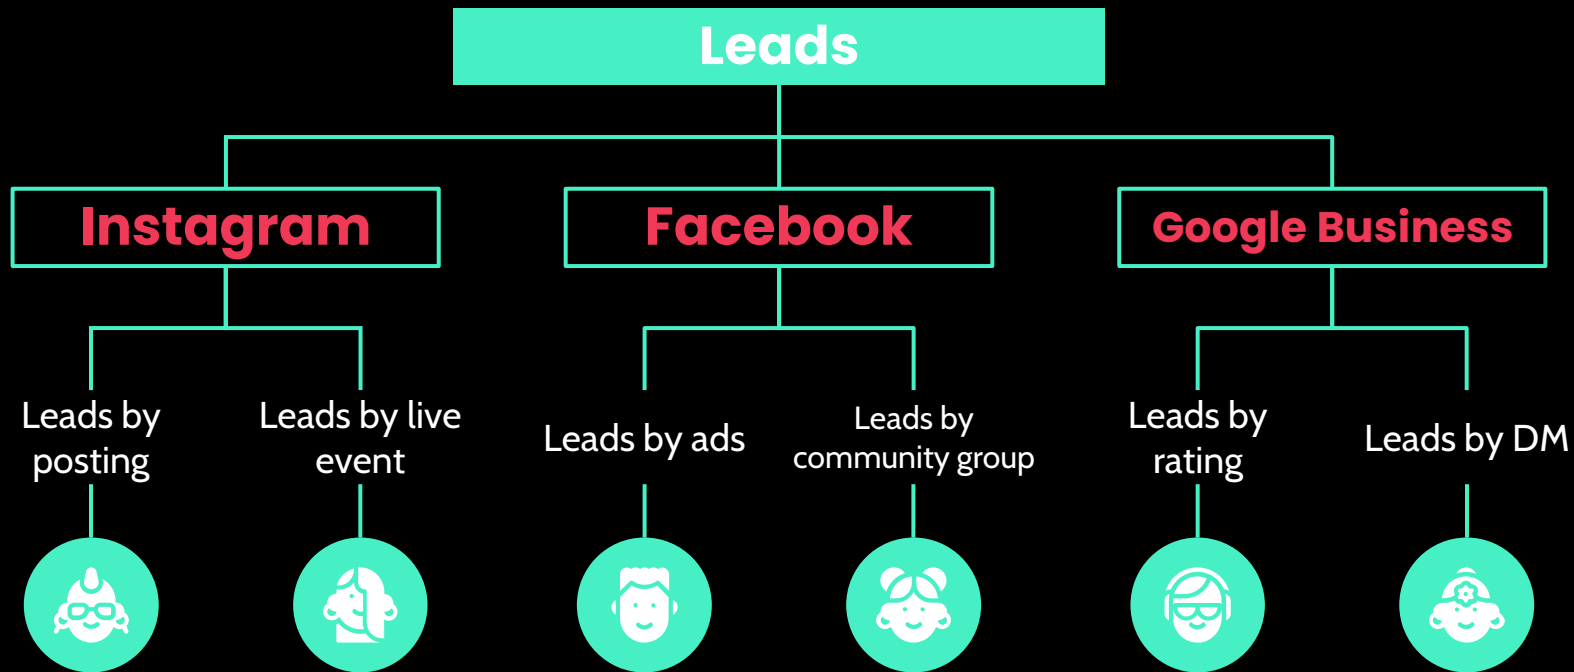 Leads
Instagram
Facebook
Google Business
Leads by
posting
Leads by live
event
Leads by ads
Leads by
community group
Leads by
rating
Leads by DM